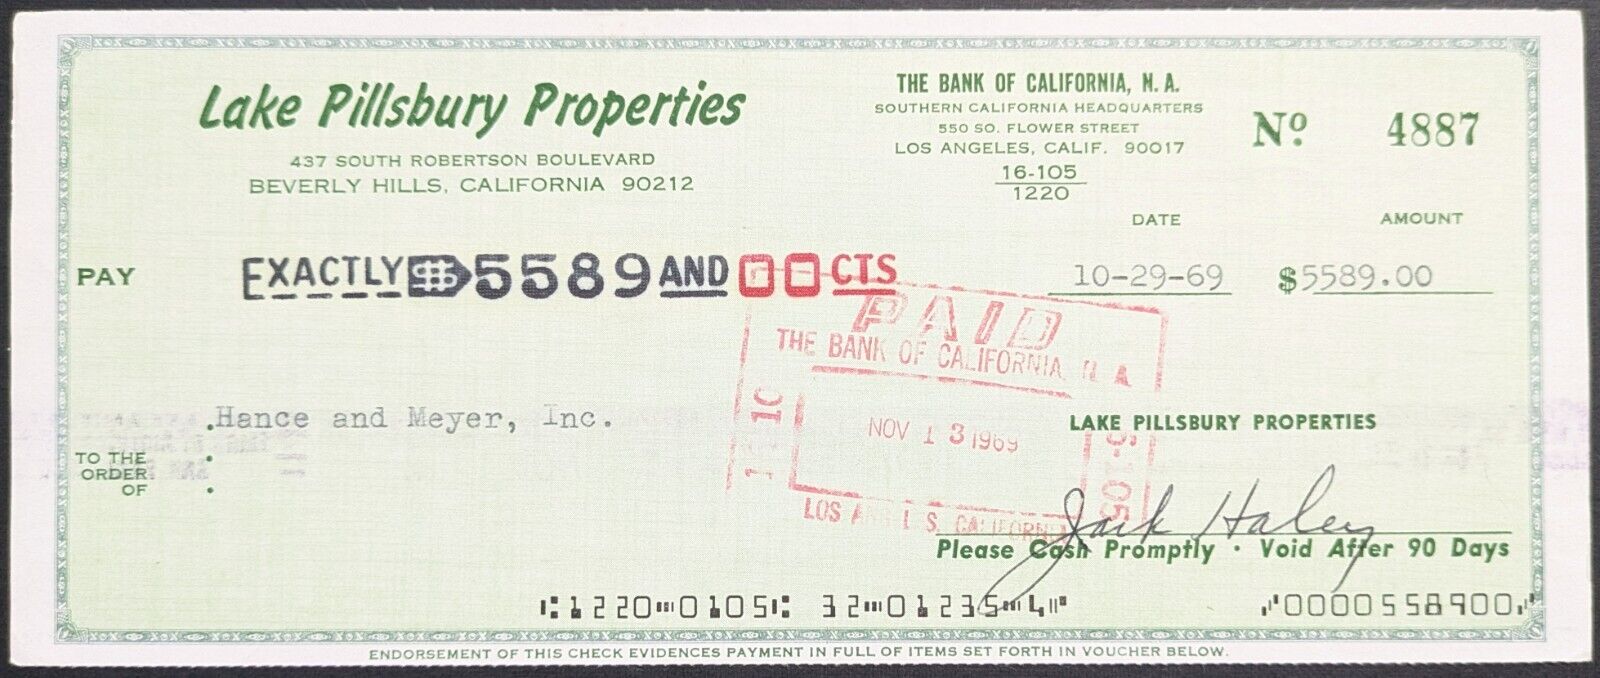 Lake Pillsbury Properties
437 SOUTH ROBERTSON BOULEVARD
BEVERLY HILLS, CALIFORNIA 90212
THE BANK OF CALIFORNIA, N. A.
SOUTHERN CALIFORNIA HEADQUARTERS
550 SO. FLOWER STREET
LOS ANGELES, CALIF. 90017
16-105
1220
Nº 4887
DATE AMOUNT
PAY EXACTLY 5589 AND 00 CTS 10-29-69 $5589.00
PAID
THE BANK OF CALIFORNIA, N. A.
NOV 13 1969
LOS ANGELES, CALIFORNIA
Hance and Meyer, Inc.
TO THE
ORDER
OF
LAKE PILLSBURY PROPERTIES
Jack Haley
Please Cash Promptly · Void After 90 Days
⑆1220⑉0105⑆ 32⑉01235⑉4⑈ ⑇0000558900⑇
ENDORSEMENT OF THIS CHECK EVIDENCES PAYMENT IN FULL OF ITEMS SET FORTH IN VOUCHER BELOW.